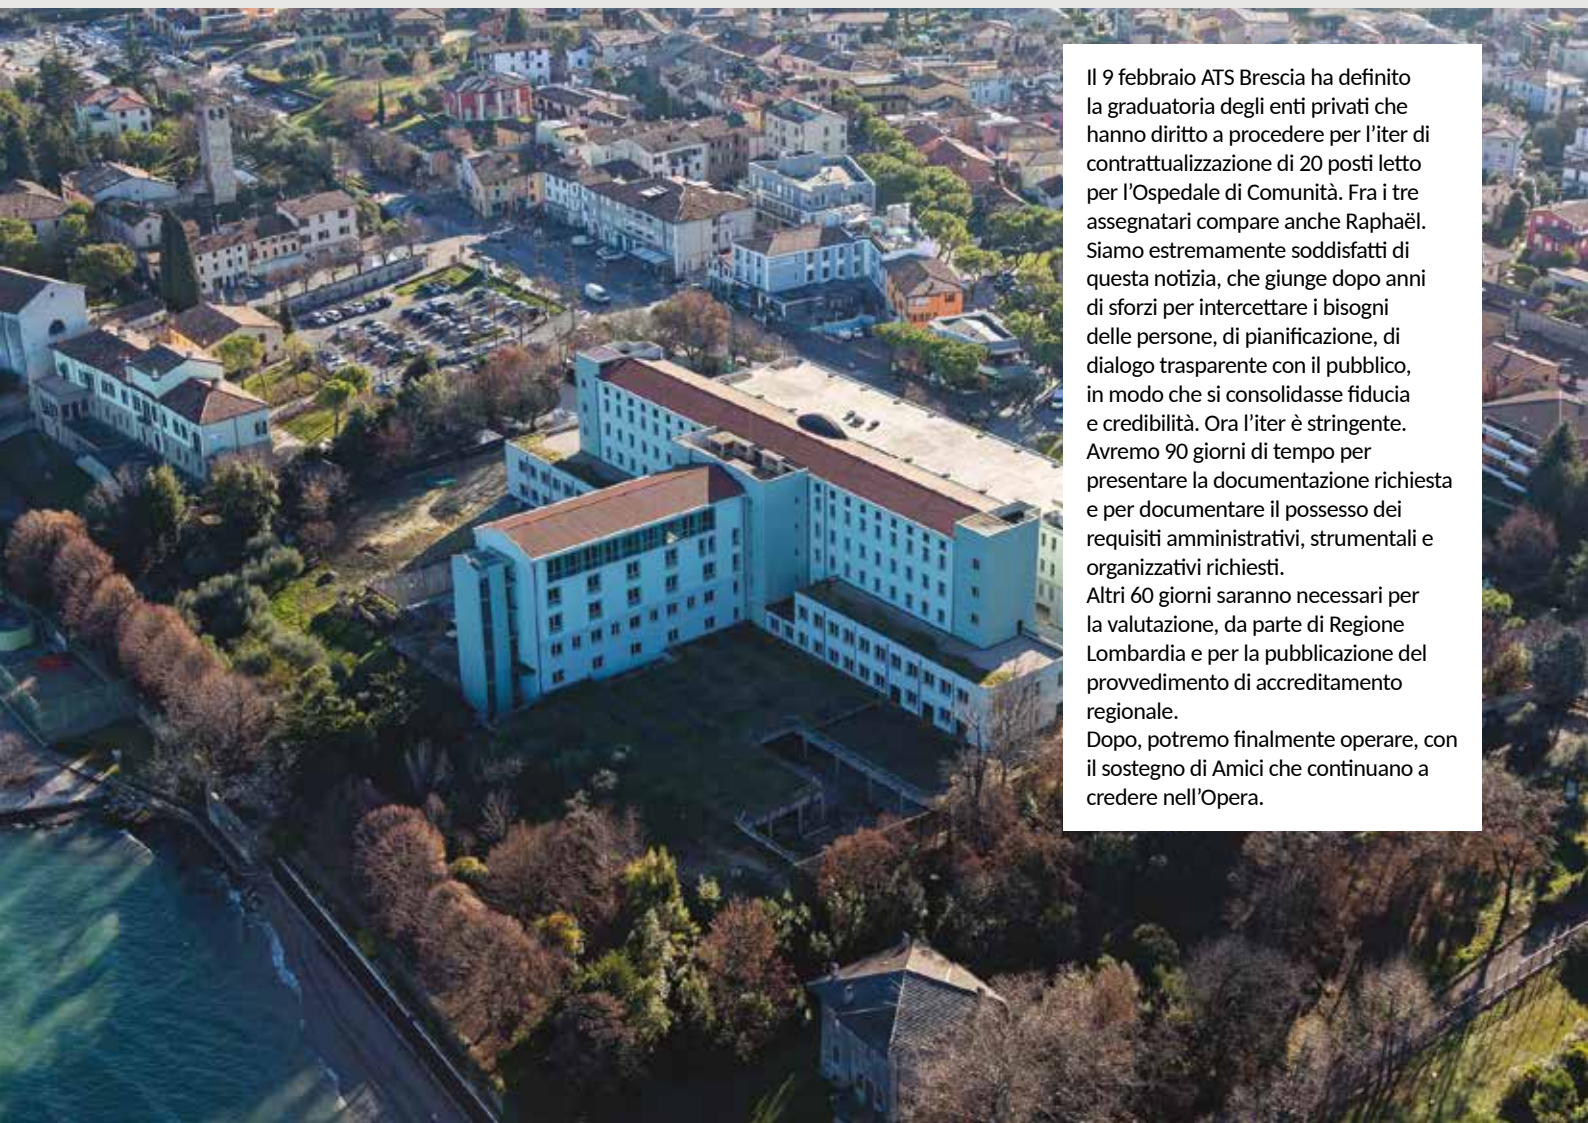 Il 9 febbraio ATS Brescia ha definito
la graduatoria degli enti privati che
hanno diritto a procedere per l’iter di
contrattualizzazione di 20 posti letto
per l’Ospedale di Comunità. Fra i tre
assegnatari compare anche Raphaël.
Siamo estremamente soddisfatti di
questa notizia, che giunge dopo anni
di sforzi per intercettare i bisogni
delle persone, di pianificazione, di
dialogo trasparente con il pubblico,
in modo che si consolidasse fiducia
e credibilità. Ora l’iter è stringente.
Avremo 90 giorni di tempo per
presentare la documentazione richiesta
e per documentare il possesso dei
requisiti amministrativi, strumentali e
organizzativi richiesti.
Altri 60 giorni saranno necessari per
la valutazione, da parte di Regione
Lombardia e per la pubblicazione del
provvedimento di accreditamento
regionale.
Dopo, potremo finalmente operare, con
il sostegno di Amici che continuano a
credere nell’Opera.